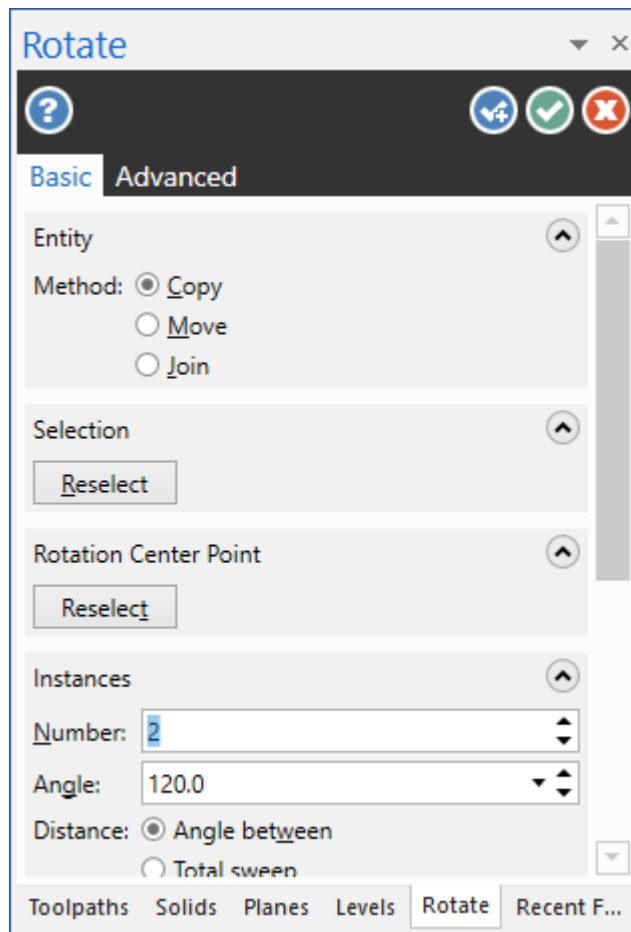 Rotate
Basic Advanced
Entity
Method: Copy
Move
Join
Selection
Reselect
Rotation Center Point
Reselect
Instances
Number: 2
Angle: 120.0
Distance: Angle between
Total sweep
Toolpaths Solids Planes Levels Rotate Recent F...